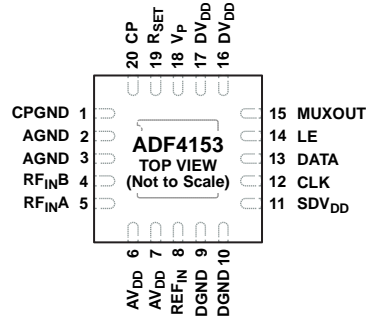 20 CP
19 RSET
18 VP
17 DVDD
16 DVDD
CPGND 1
AGND 2
AGND 3
RFINB 4
RFINA 5
ADF4153
TOP VIEW
(Not to Scale)
15 MUXOUT
14 LE
13 DATA
12 CLK
11 SDVDD
AVDD 6
AVDD 7
REFIN 8
DGND 9
DGND 10